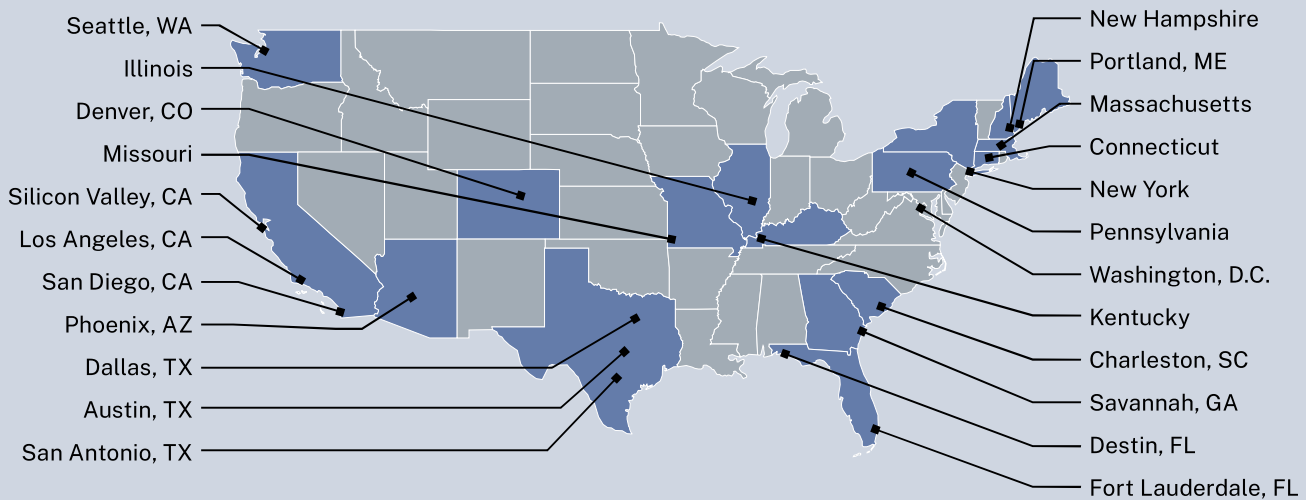 Seattle, WA
Illinois
Denver, CO
Missouri
Silicon Valley, CA
Los Angeles, CA
San Diego, CA
Phoenix, AZ
Dallas, TX
Austin, TX
San Antonio, TX
New Hampshire
Portland, ME
Massachusetts
Connecticut
New York
Pennsylvania
Washington, D.C.
Kentucky
Charleston, SC
Savannah, GA
Destin, FL
Fort Lauderdale, FL